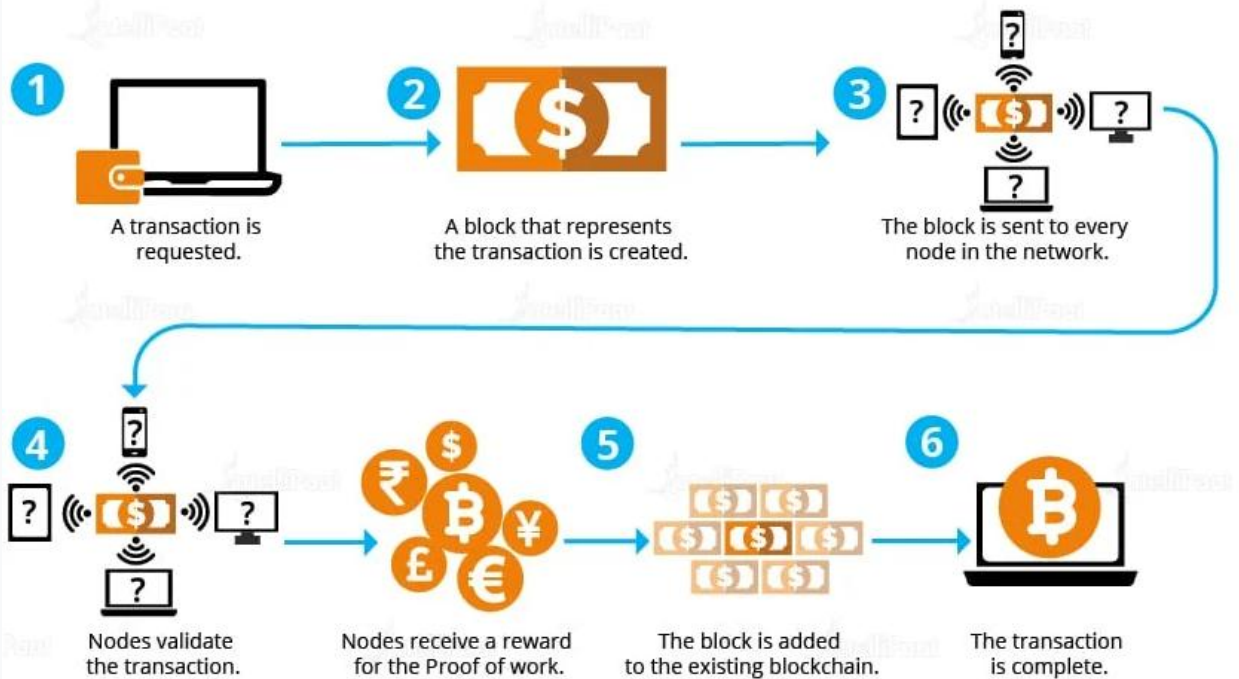 1
A transaction is
requested.
2
A block that represents
the transaction is created.
3
The block is sent to every
node in the network.
4
Nodes validate
the transaction.
Nodes receive a reward
for the Proof of work.
5
The block is added
to the existing blockchain.
6
The transaction
is complete.